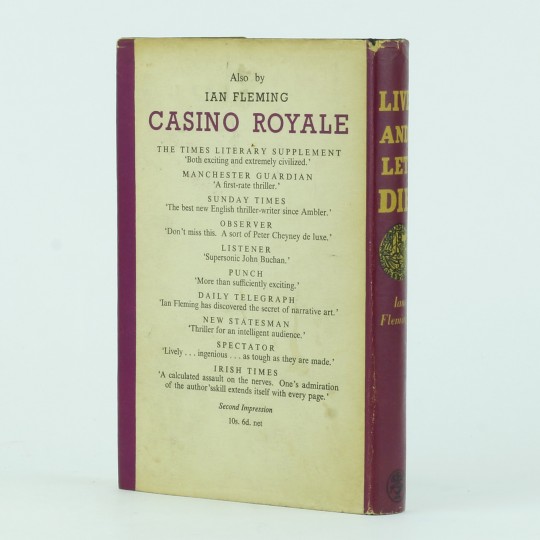 Also by
IAN FLEMING
CASINO ROYALE
THE TIMES LITERARY SUPPLEMENT
'Both exciting and extremely civilized.'
MANCHESTER GUARDIAN
'A first-rate thriller.'
SUNDAY TIMES
'The best new English thriller-writer since Ambler.'
OBSERVER
'Don't miss this. A sort of Peter Cheyney de luxe.'
LISTENER
'Supersonic John Buchan.'
PUNCH
'More than sufficiently exciting.'
DAILY TELEGRAPH
'Ian Fleming has discovered the secret of narrative art.'
NEW STATESMAN
'Thriller for an intelligent audience.'
SPECTATOR
'Lively . . . ingenious . . . as tough as they are made.'
IRISH TIMES
'A calculated assault on the nerves. One's admiration
of the author'sskill extends itself with every page.'
Second Impression
10s. 6d. net
LIVE
AND
LET
DIE
Ian
Fleming